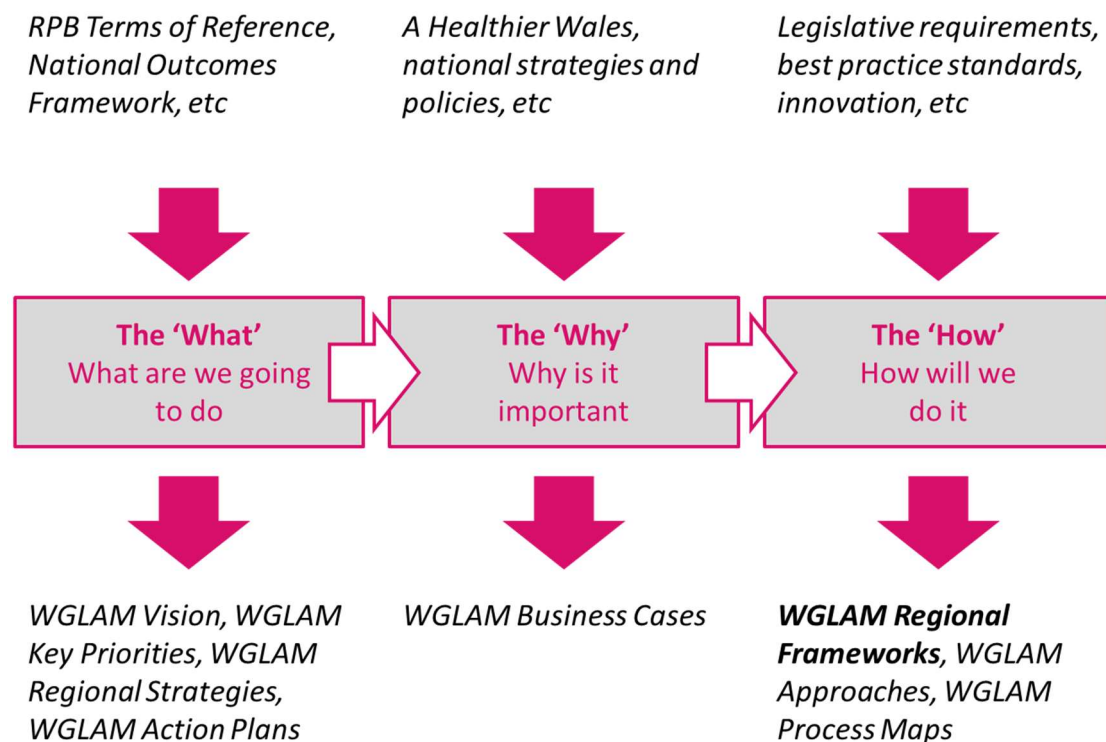 RPB Terms of Reference,
National Outcomes
Framework, etc
A Healthier Wales,
national strategies and
policies, etc
Legislative requirements,
best practice standards,
innovation, etc
The ‘What’
What are we going
to do
The ‘Why’
Why is it
important
The ‘How’
How will we
do it
WGLAM Vision, WGLAM
Key Priorities, WGLAM
Regional Strategies,
WGLAM Action Plans
WGLAM Business Cases
WGLAM Regional
Frameworks, WGLAM
Approaches, WGLAM
Process Maps